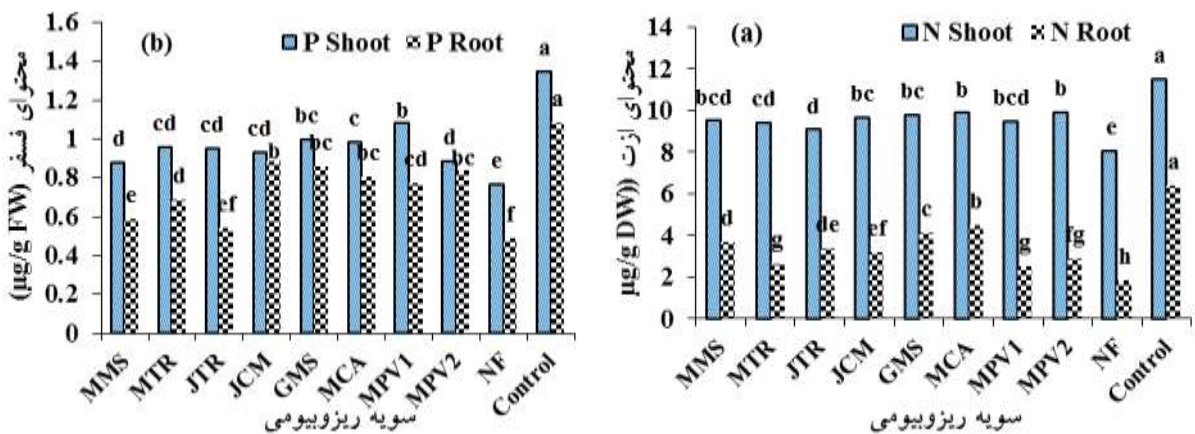 (b)
P Shoot P Root
محتوای فسفر (µg/g FW)
1.6
1.4
1.2
1
0.8
0.6
0.4
0.2
0
d cd cd cd bc c b d e a
e d ef b bc bc cd bc f a
MMS MTR JTR JCM GMS MCA MPV1 MPV2 NF Control
سویه ریزوبیومی
(a)
N Shoot N Root
محتوای ازت (µg/g DW))
14
12
10
8
6
4
2
0
bcd cd d bc bc b bcd b e a
d g de ef c b g fg h a
MMS MTR JTR JCM GMS MCA MPV1 MPV2 NF Control
سویه ریزوبیومی